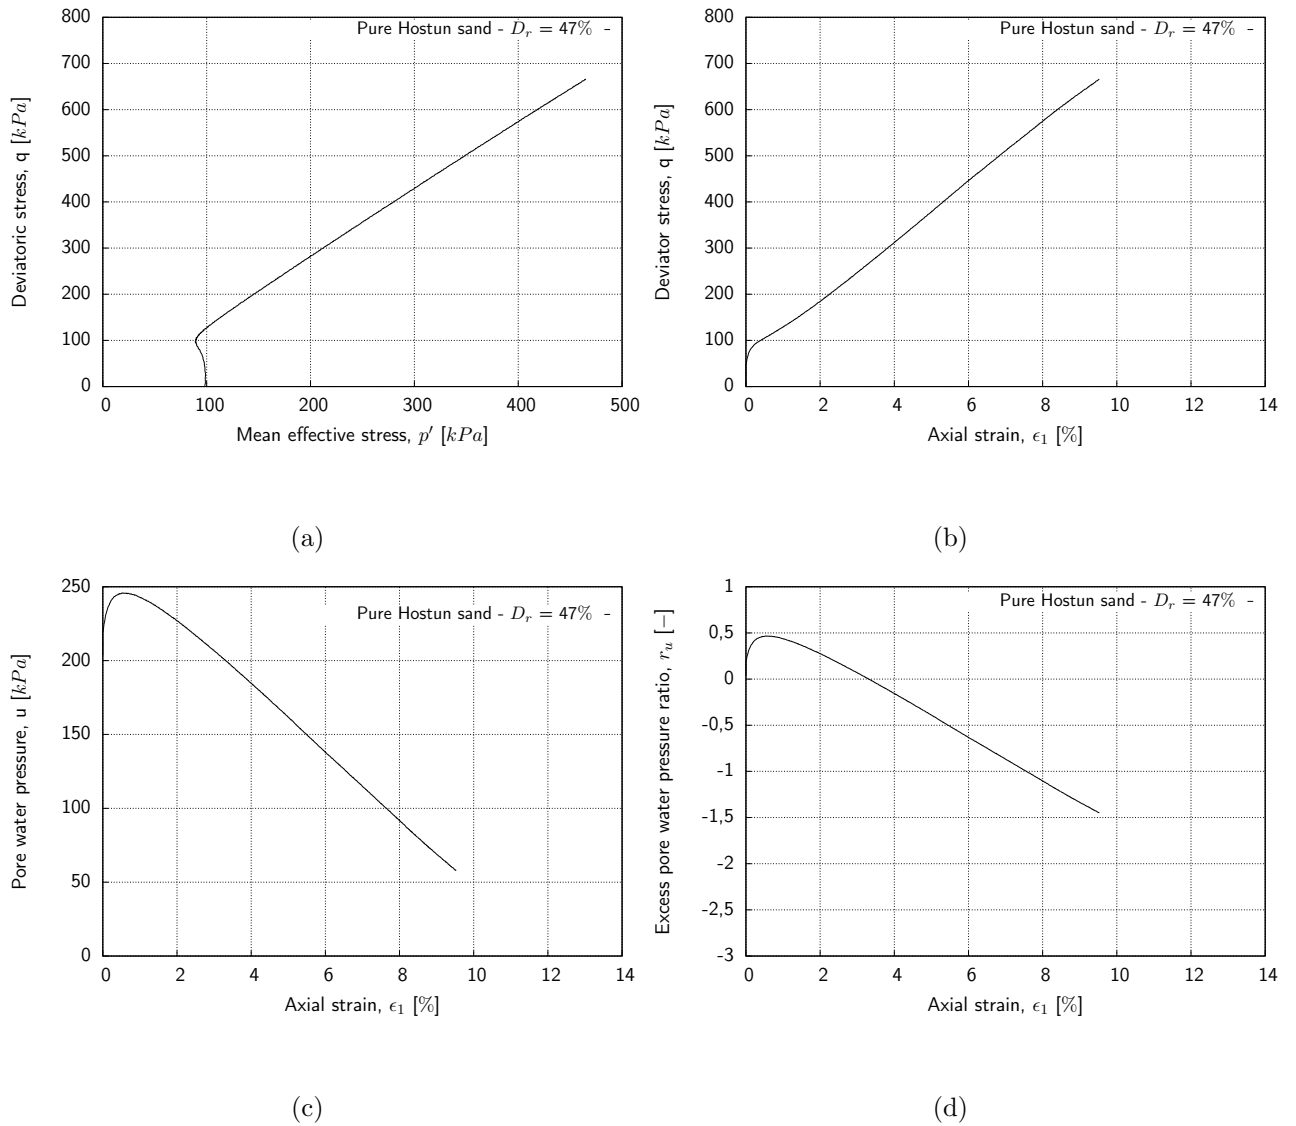 Pure Hostun sand - D_r = 47%
800
700
600
500
400
300
200
100
0
0 100 200 300 400 500
Deviatoric stress, q [kPa]
Mean effective stress, p′ [kPa]
(a)
Pure Hostun sand - D_r = 47%
800
700
600
500
400
300
200
100
0
0 2 4 6 8 10 12 14
Deviator stress, q [kPa]
Axial strain, ϵ₁ [%]
(b)
Pure Hostun sand - D_r = 47%
250
200
150
100
50
0
0 2 4 6 8 10 12 14
Pore water pressure, u [kPa]
Axial strain, ϵ₁ [%]
(c)
Pure Hostun sand - D_r = 47%
1
0,5
0
-0,5
-1
-1,5
-2
-2,5
-3
0 2 4 6 8 10 12 14
Excess pore water pressure ratio, r_u [−]
Axial strain, ϵ₁ [%]
(d)